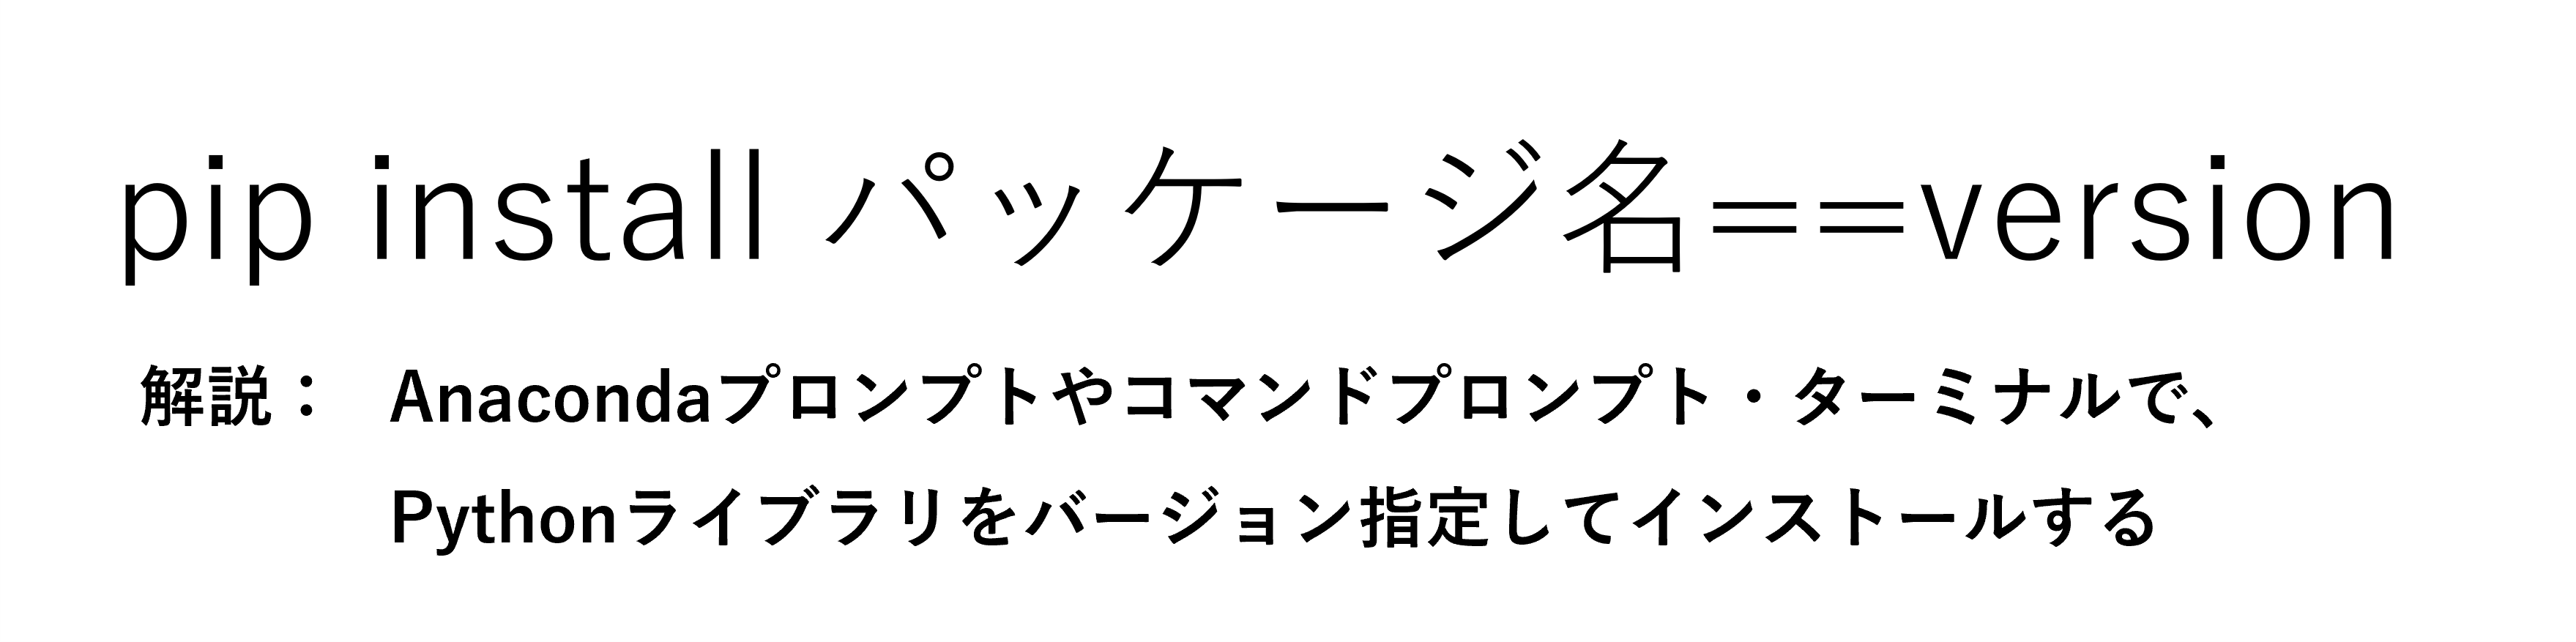 pip install パッケージ名==version
解説： Anacondaプロンプトやコマンドプロンプト・ターミナルで、
Pythonライブラリをバージョン指定してインストールする